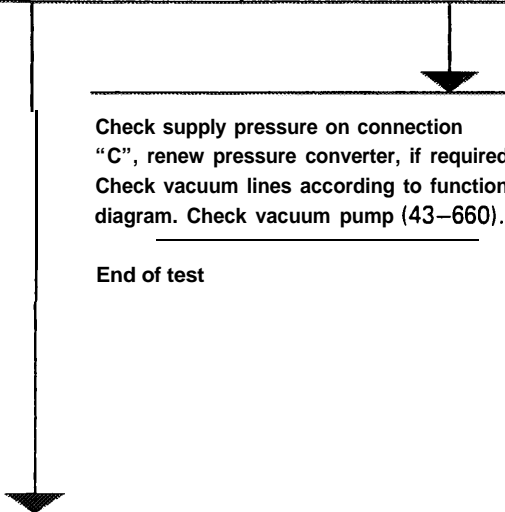 Check supply pressure on connection
“C”, renew pressure converter, if required
Check vacuum lines according to function
diagram. Check vacuum pump (43–660).
End of test